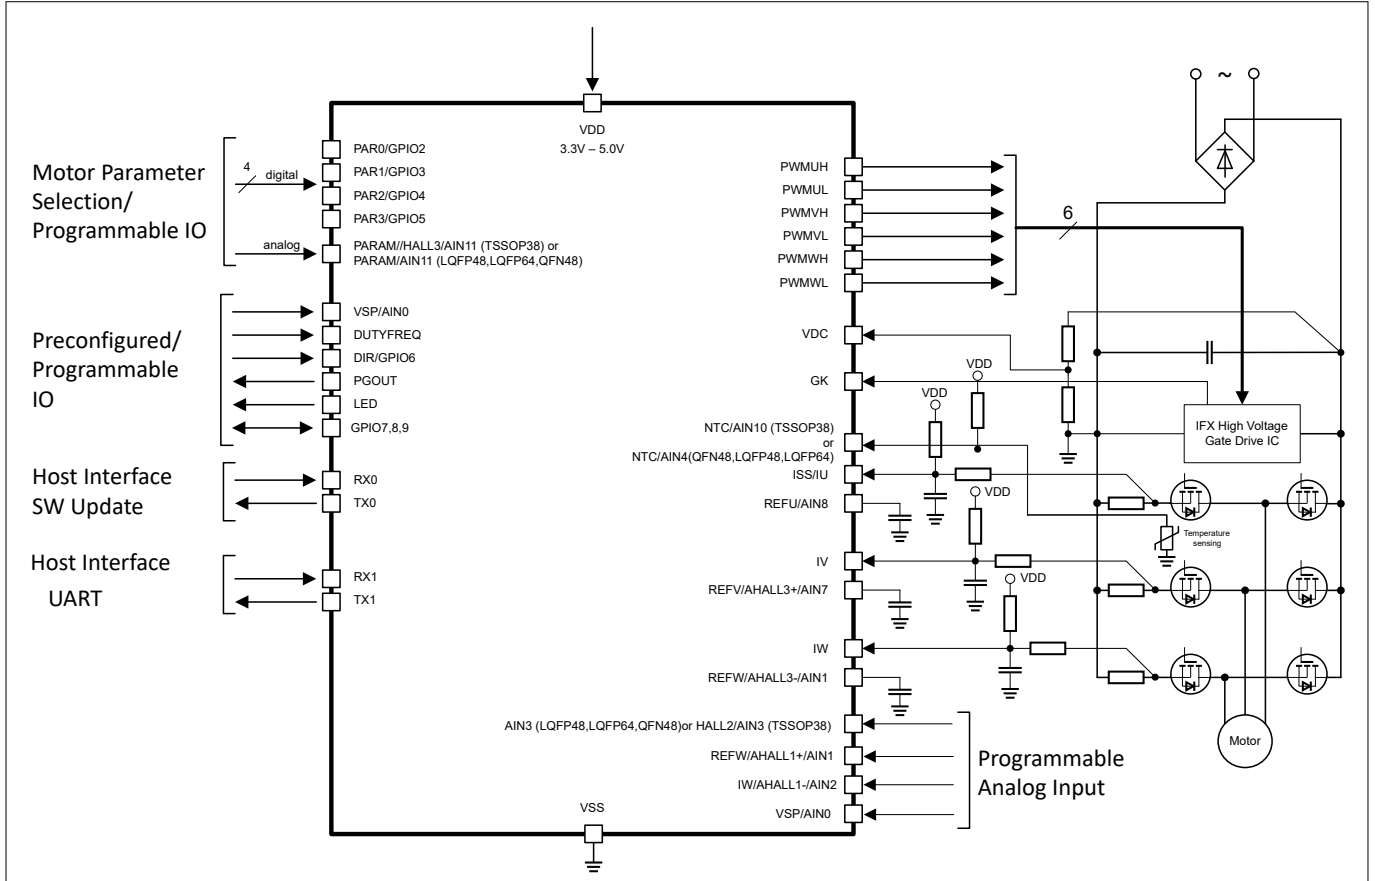 VDD
3.3V – 5.0V
Motor Parameter
Selection/
Programmable IO
4
digital
analog
PAR0/GPIO2
PAR1/GPIO3
PAR2/GPIO4
PAR3/GPIO5
PARAM//HALL3/AIN11 (TSSOP38) or
PARAM/AIN11 (LQFP48,LQFP64,QFN48)
Preconfigured/
Programmable
IO
VSP/AIN0
DUTYFREQ
DIR/GPIO6
PGOUT
LED
GPIO7,8,9
Host Interface
SW Update
RX0
TX0
Host Interface
UART
RX1
TX1
VSS
PWMUH
PWMUL
PWMVH
PWMVL
PWMWH
PWMWL
6
~
VDC
GK
NTC/AIN10 (TSSOP38)
or
NTC/AIN4(QFN48,LQFP48,LQFP64)
ISS/IU
REFU/AIN8
IV
REFV/AHALL3+/AIN7
IW
REFW/AHALL3-/AIN1
AIN3 (LQFP48,LQFP64,QFN48)or HALL2/AIN3 (TSSOP38)
REFW/AHALL1+/AIN1
IW/AHALL1-/AIN2
VSP/AIN0
Programmable
Analog Input
VDD
VDD
VDD
VDD
IFX High Voltage
Gate Drive IC
Temperature
sensing
Motor